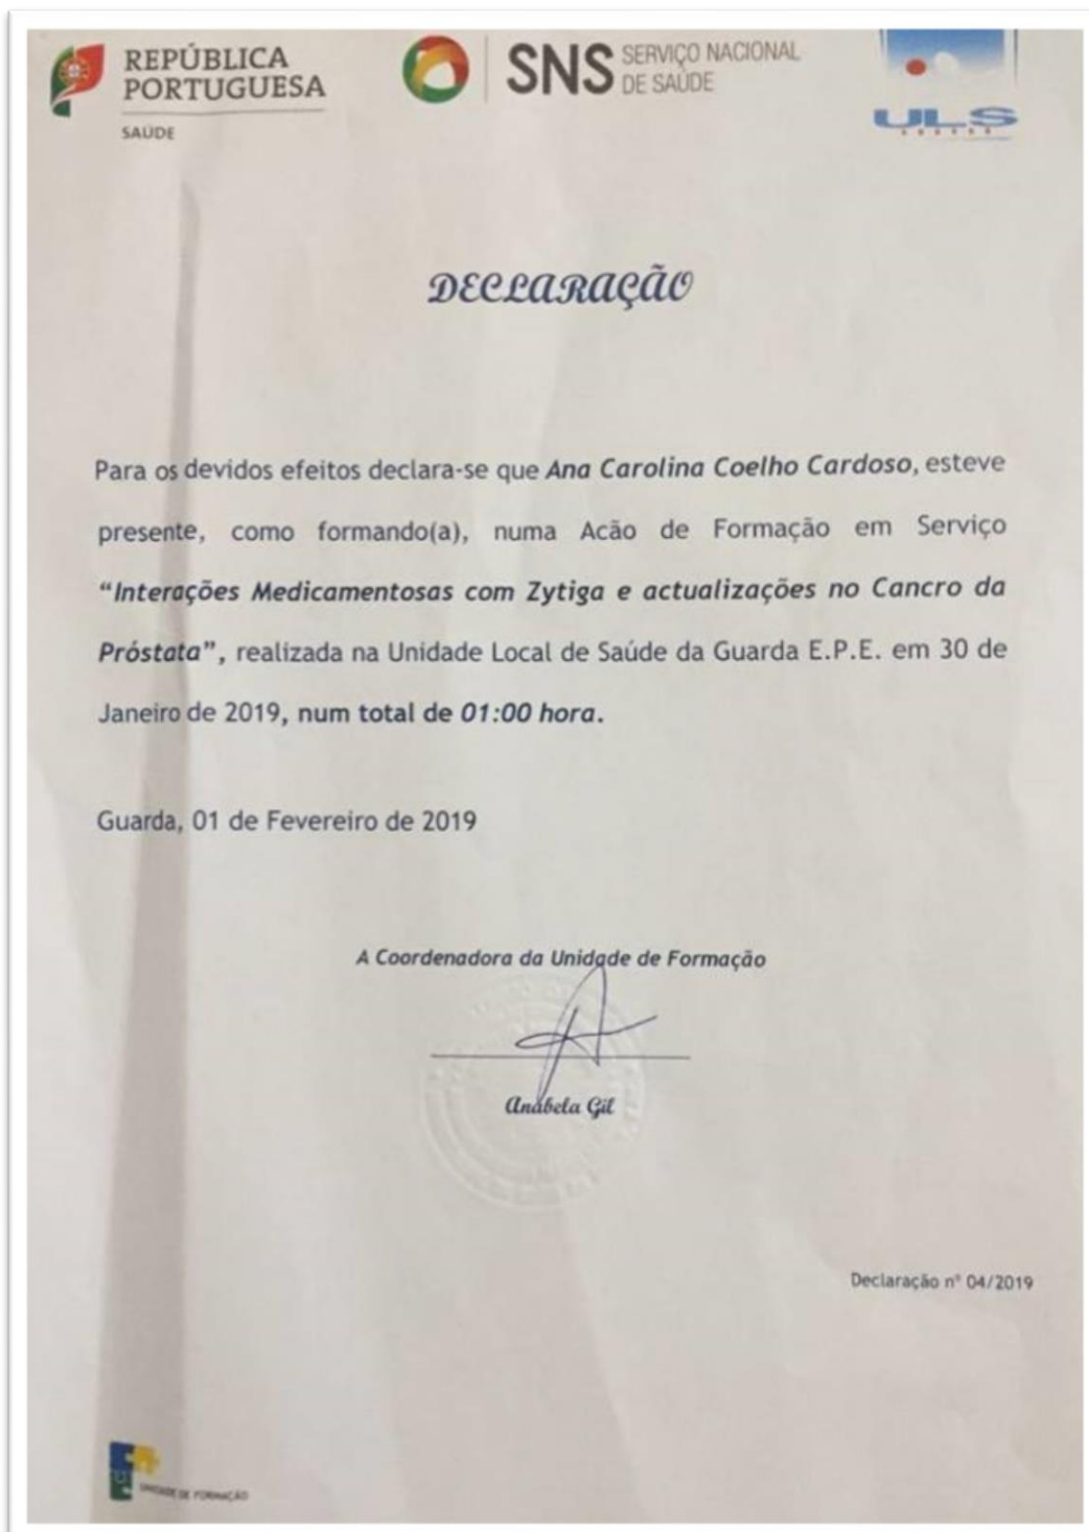 REPÚBLICA
PORTUGUESA
SAÚDE
SNS SERVIÇO NACIONAL
DE SAÚDE
ULS
DECLARAÇÃO
Para os devidos efeitos declara-se que Ana Carolina Coelho Cardoso, esteve
presente, como formando(a), numa Acão de Formação em Serviço
“Interações Medicamentosas com Zytiga e actualizações no Cancro da
Próstata”, realizada na Unidade Local de Saúde da Guarda E.P.E. em 30 de
Janeiro de 2019, num total de 01:00 hora.
Guarda, 01 de Fevereiro de 2019
A Coordenadora da Unidade de Formação
Anabela Gil
Declaração nº 04/2019
UNIDADE DE FORMAÇÃO